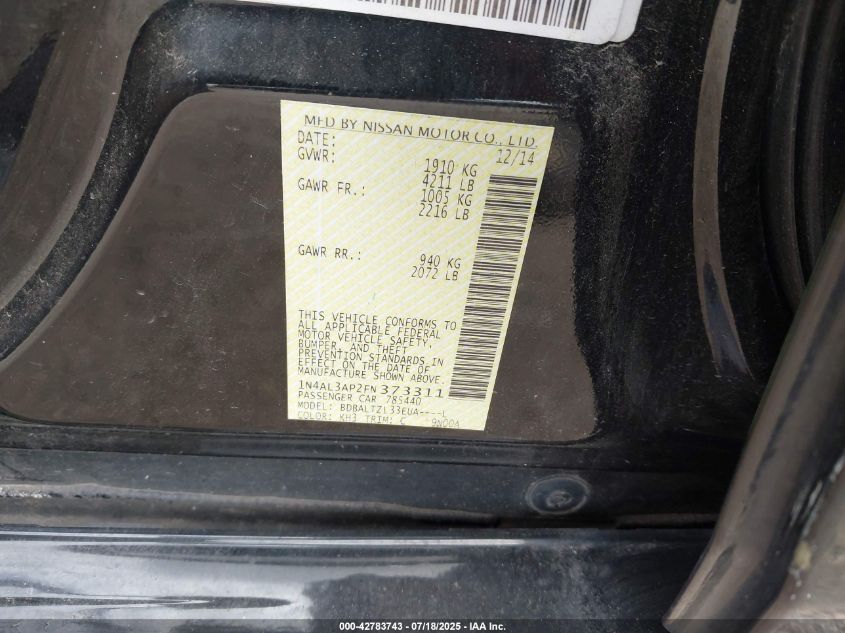 MFD BY NISSAN MOTOR CO., LTD.
DATE: 12/14
GVWR: 1910 KG
4211 LB
GAWR FR.: 1005 KG
2216 LB
GAWR RR.: 940 KG
2072 LB
THIS VEHICLE CONFORMS TO
ALL APPLICABLE FEDERAL
MOTOR VEHICLE SAFETY,
BUMPER, AND THEFT
PREVENTION STANDARDS IN
EFFECT ON THE DATE OF
MANUFACTURE SHOWN ABOVE.
1N4AL3AP2FN373311
PASSENGER CAR 785440
MODEL: BDBALTZL33EUA----L
COLOR: KH3 TRIM: C
000-42783743 - 07/18/2025 - IAA Inc.